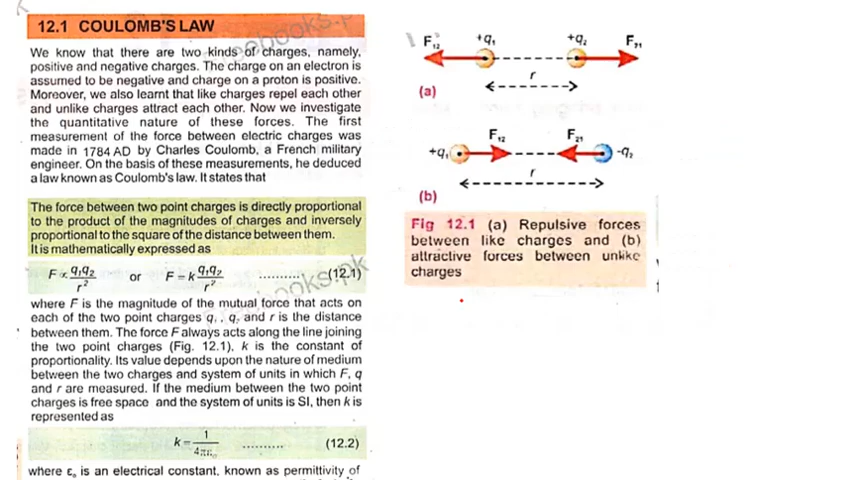 12.1 COULOMB'S LAW
We know that there are two kinds of charges, namely,
positive and negative charges. The charge on an electron is
assumed to be negative and charge on a proton is positive.
Moreover, we also learnt that like charges repel each other
and unlike charges attract each other. Now we investigate
the quantitative nature of these forces. The first
measurement of the force between electric charges was
made in 1784 AD by Charles Coulomb, a French military
engineer. On the basis of these measurements, he deduced
a law known as Coulomb's law. It states that
The force between two point charges is directly proportional
to the product of the magnitudes of charges and inversely
proportional to the square of the distance between them.
It is mathematically expressed as
F ∝ q₁q₂/r² or F = k q₁q₂/r² ............ (12.1)
where F is the magnitude of the mutual force that acts on
each of the two point charges q₁, q₂ and r is the distance
between them. The force F always acts along the line joining
the two point charges (Fig. 12.1). k is the constant of
proportionality. Its value depends upon the nature of medium
between the two charges and system of units in which F, q
and r are measured. If the medium between the two point
charges is free space and the system of units is SI, then k is
represented as
k = 1/4πε₀ .......... (12.2)
where ε₀ is an electrical constant, known as permittivity of
F₁₂ +q₁ +q₂ F₂₁
r
(a)
F₁₂ F₂₁
+q₁ -q₂
r
(b)
Fig 12.1 (a) Repulsive forces
between like charges and (b)
attractive forces between unlike
charges